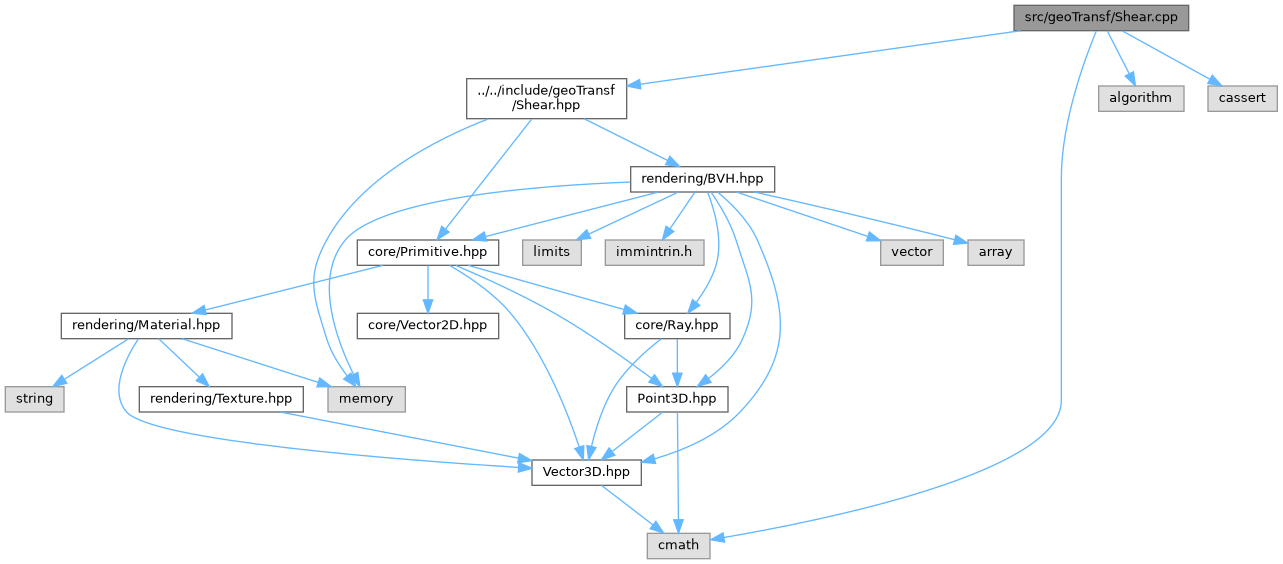 src/geoTransf/Shear.cpp
../../include/geoTransf
/Shear.hpp
algorithm
cassert
rendering/BVH.hpp
core/Primitive.hpp
limits
immintrin.h
vector
array
rendering/Material.hpp
core/Vector2D.hpp
core/Ray.hpp
string
rendering/Texture.hpp
memory
Point3D.hpp
Vector3D.hpp
cmath